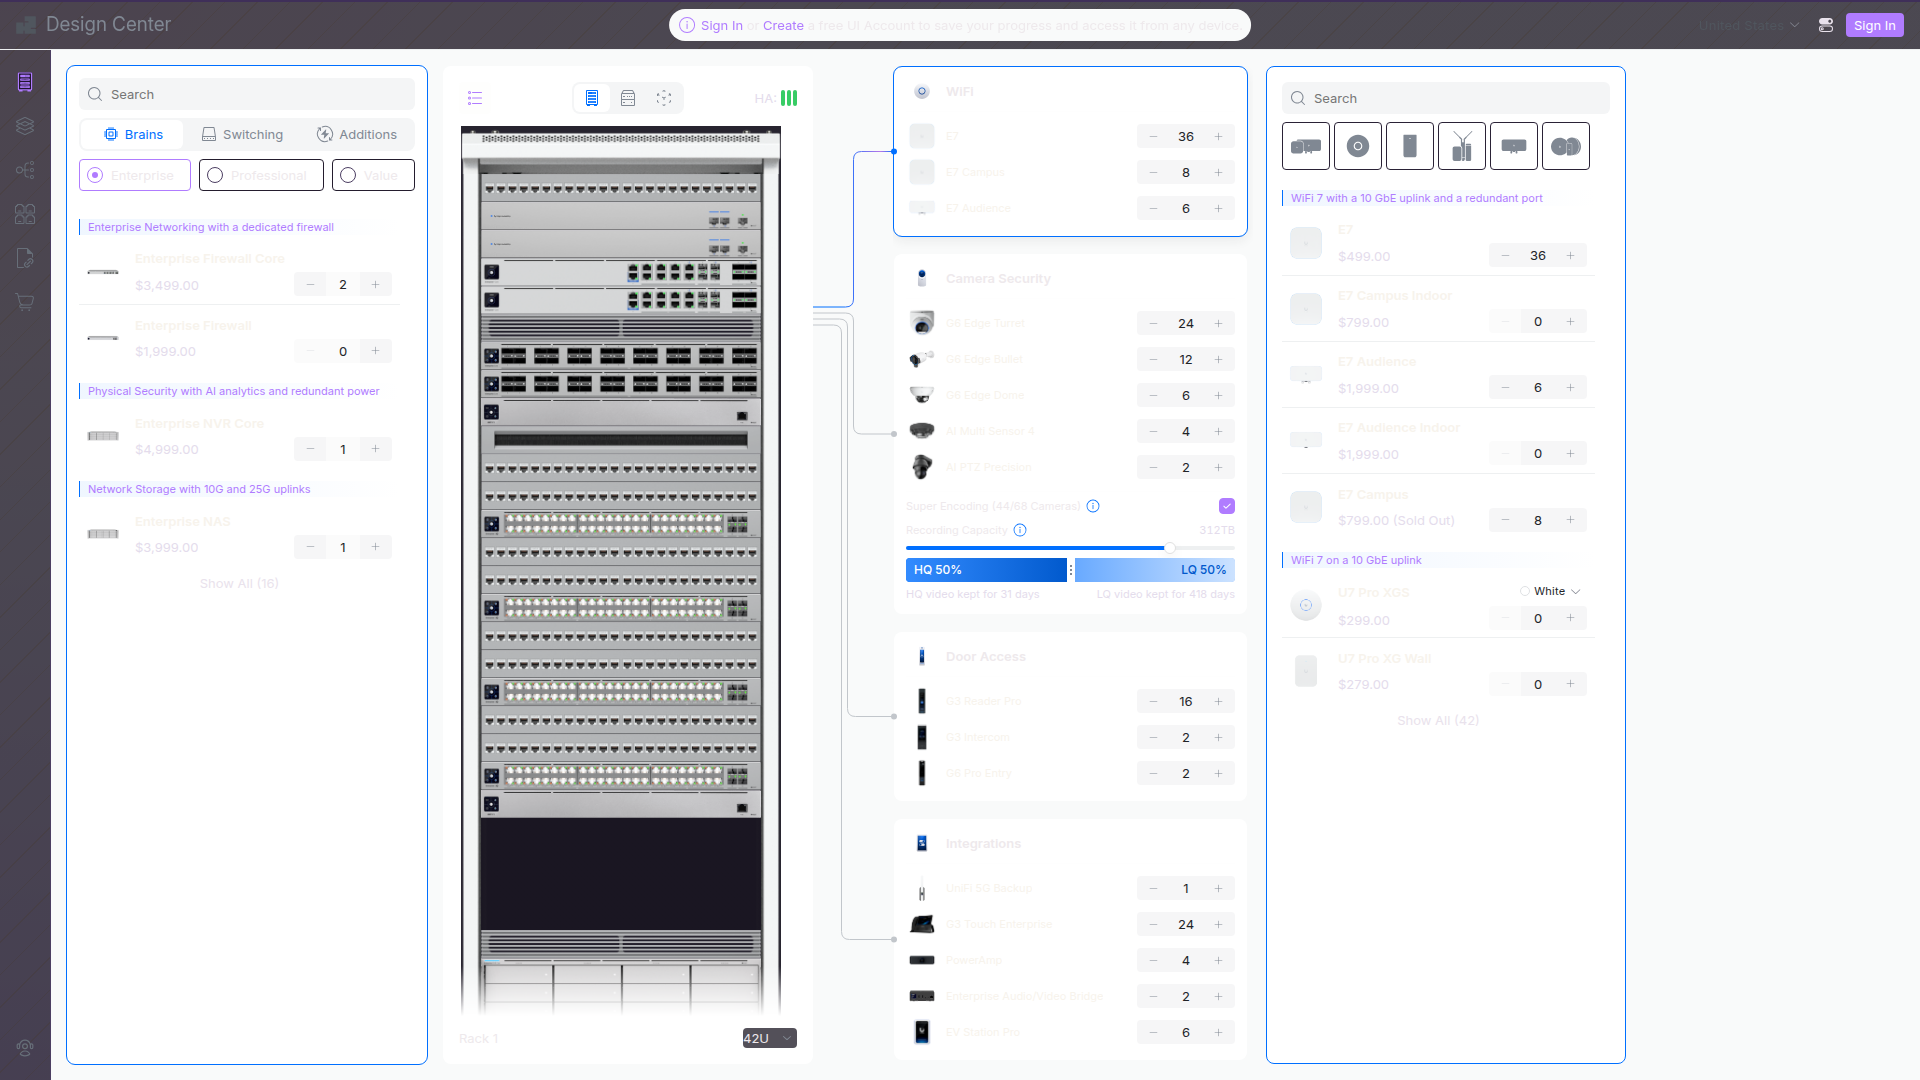 Design Center
Sign In or Create a free UI Account to save your progress and access it from any device.
United States
Sign In
Search
Brains
Switching
Additions
Enterprise
Professional
Value
Enterprise Networking with a dedicated firewall
Enterprise Firewall Core
$3,499.00
2
Enterprise Firewall
$1,999.00
0
Physical Security with AI analytics and redundant power
Enterprise NVR Core
$4,999.00
1
Network Storage with 10G and 25G uplinks
Enterprise NAS
$3,999.00
1
Show All (16)
HA:
Rack 1
42U
WiFi
E7
36
E7 Campus
8
E7 Audience
6
Camera Security
G6 Edge Turret
24
G6 Edge Bullet
12
G6 Edge Dome
6
AI Multi Sensor 4
4
AI PTZ Precision
2
Super Encoding (44/68 Cameras)
Recording Capacity
312TB
HQ 50%
LQ 50%
HQ video kept for 31 days
LQ video kept for 418 days
Door Access
G3 Reader Pro
16
G3 Intercom
2
G6 Pro Entry
2
Integrations
UniFi 5G Backup
1
G3 Touch Enterprise
24
PowerAmp
4
Enterprise Audio/Video Bridge
2
EV Station Pro
6
Search
WiFi 7 with a 10 GbE uplink and a redundant port
E7
$499.00
36
E7 Campus Indoor
$799.00
0
E7 Audience
$1,999.00
6
E7 Audience Indoor
$1,999.00
0
E7 Campus
$799.00 (Sold Out)
8
WiFi 7 on a 10 GbE uplink
U7 Pro XGS
White
$299.00
0
U7 Pro XG Wall
$279.00
0
Show All (42)